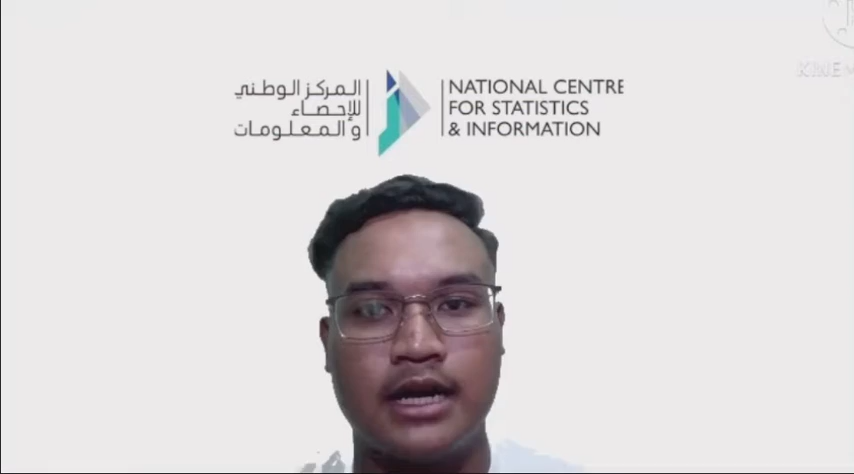 المركز الوطني
للإحصاء
والمعلومات
NATIONAL CENTRE
FOR STATISTICS
& INFORMATION